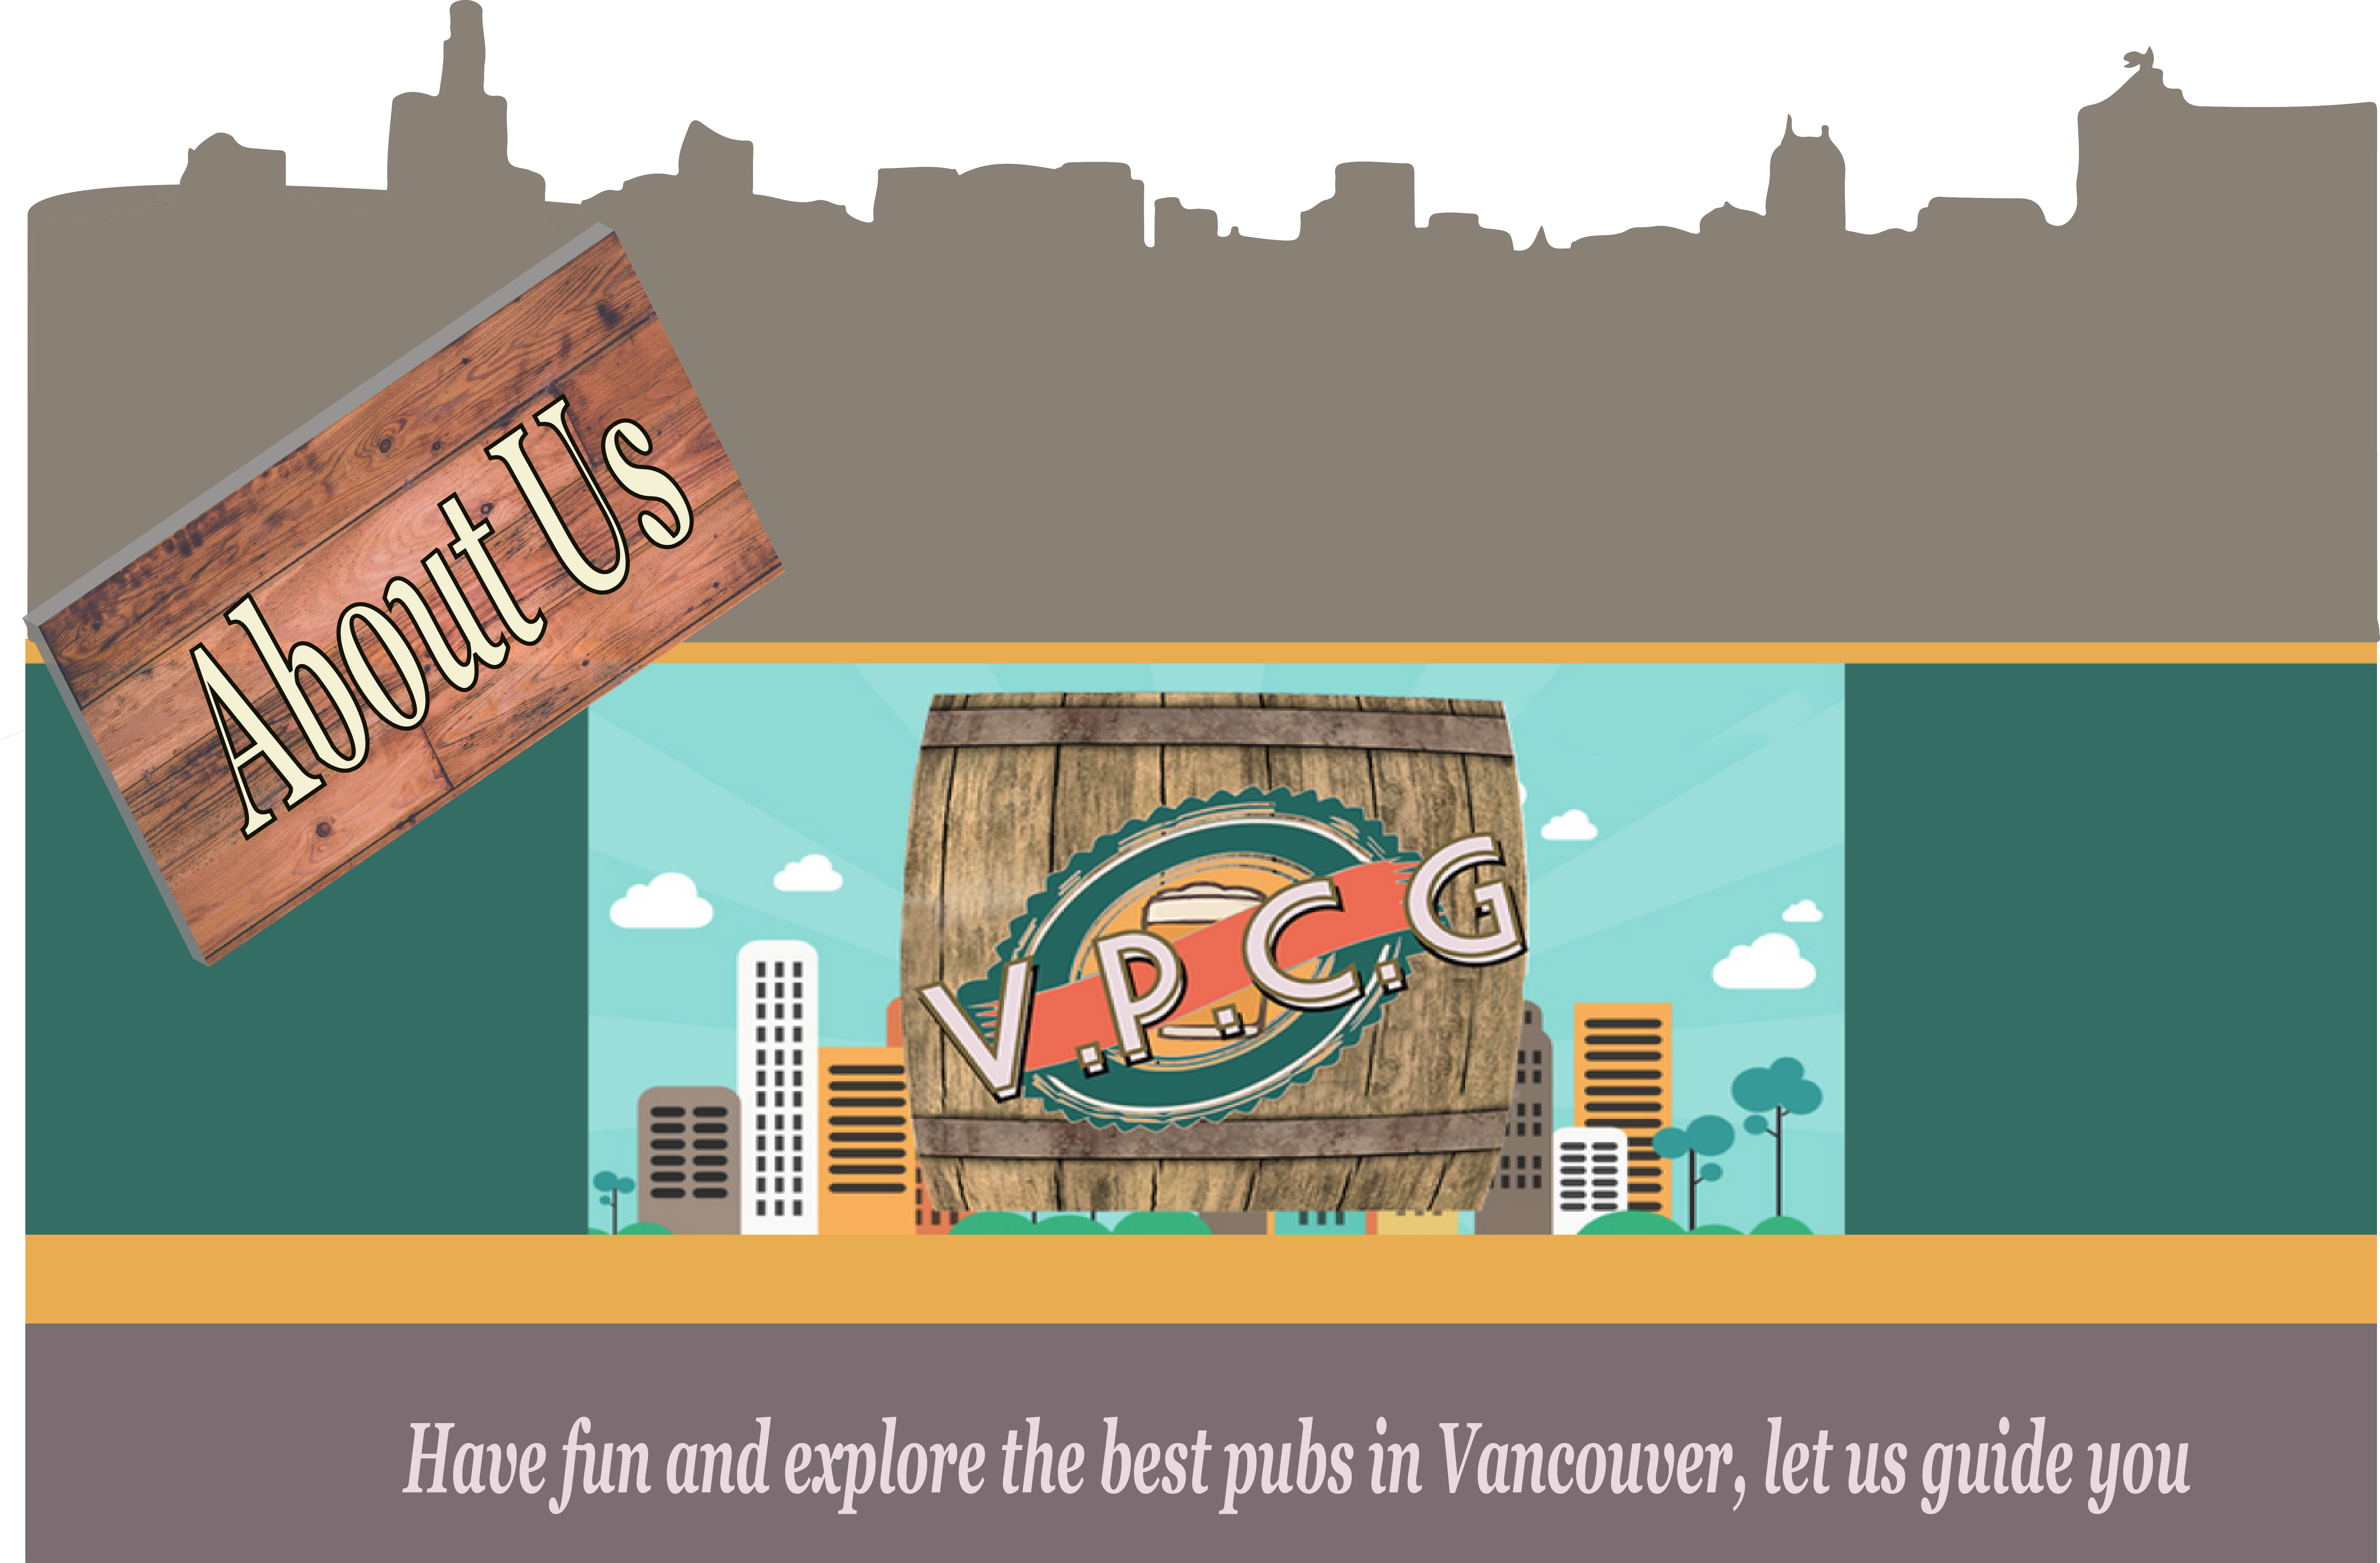 About Us
V.P.C.G
Have fun and explore the best pubs in Vancouver, let us guide you